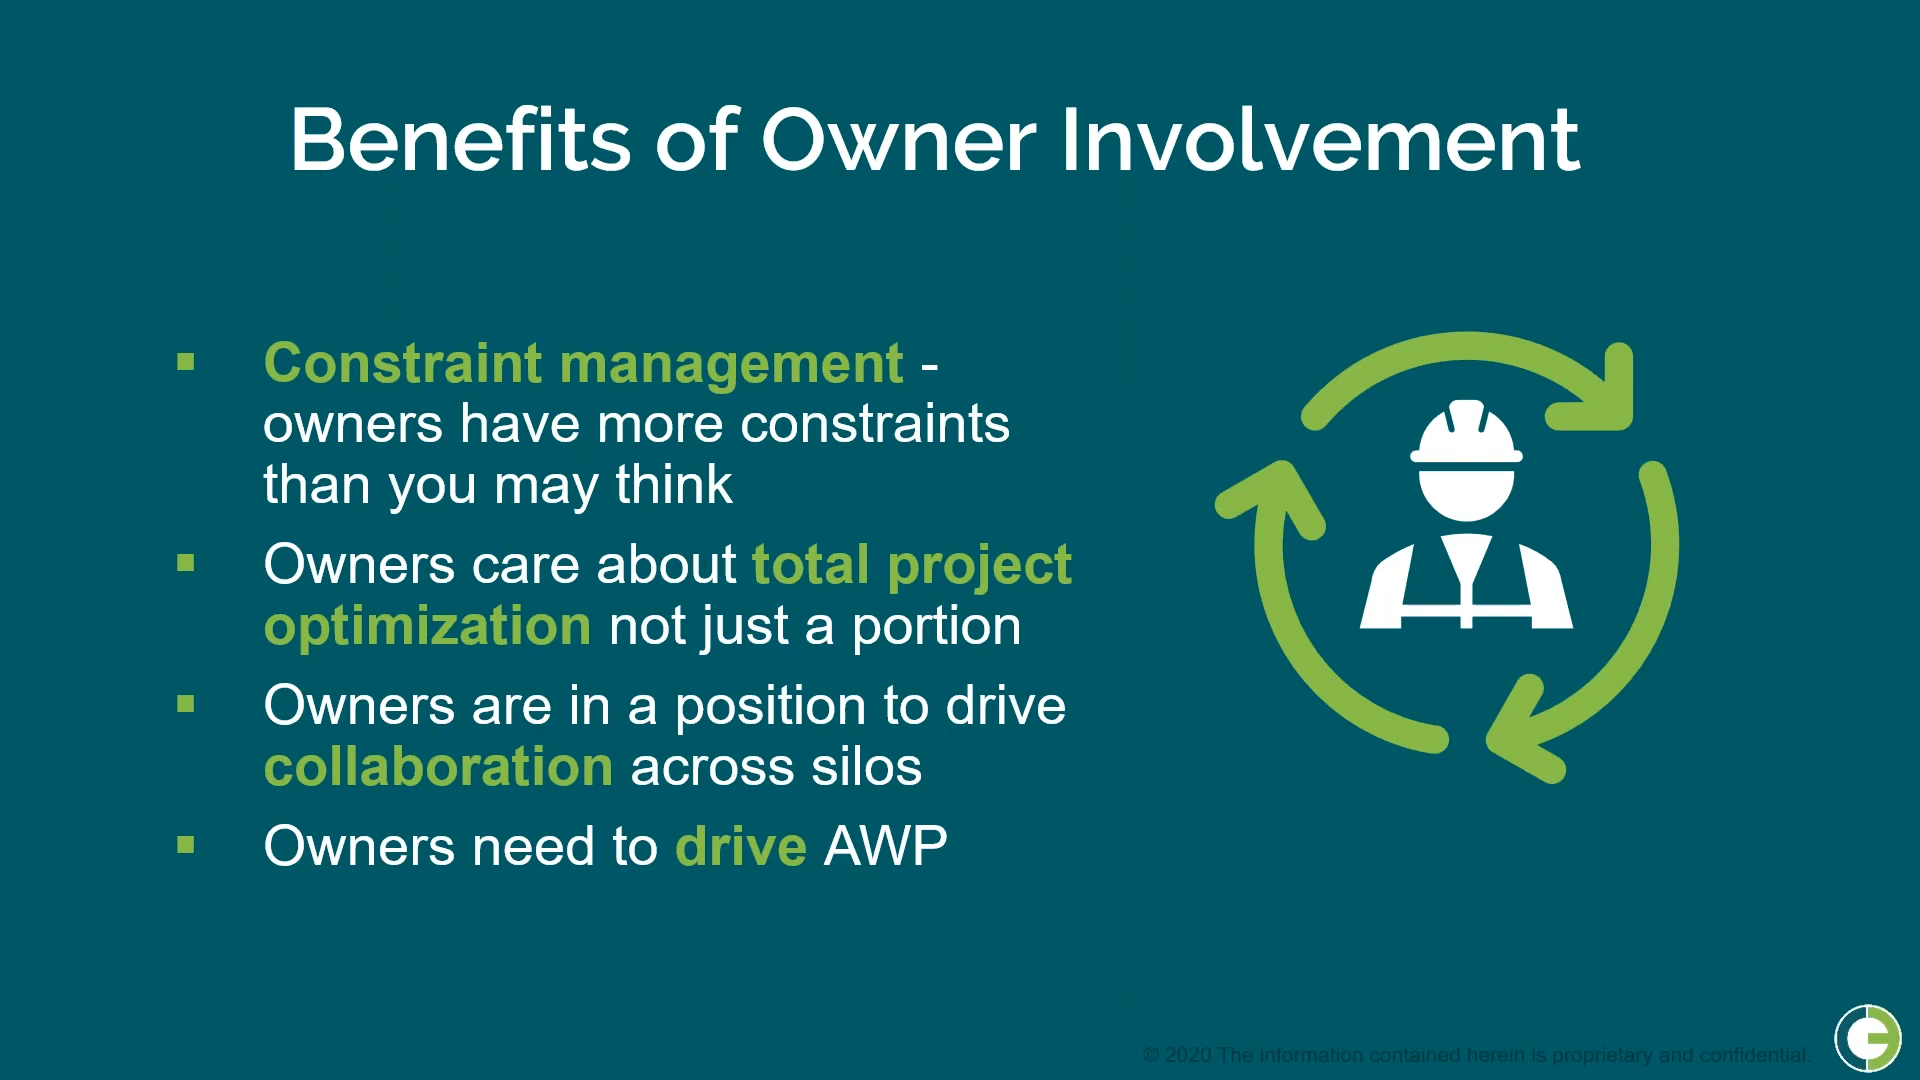 Benefits of Owner Involvement
▪ Constraint management -
owners have more constraints
than you may think
▪ Owners care about total project
optimization not just a portion
▪ Owners are in a position to drive
collaboration across silos
▪ Owners need to drive AWP
© 2020 The information contained herein is proprietary and confidential.